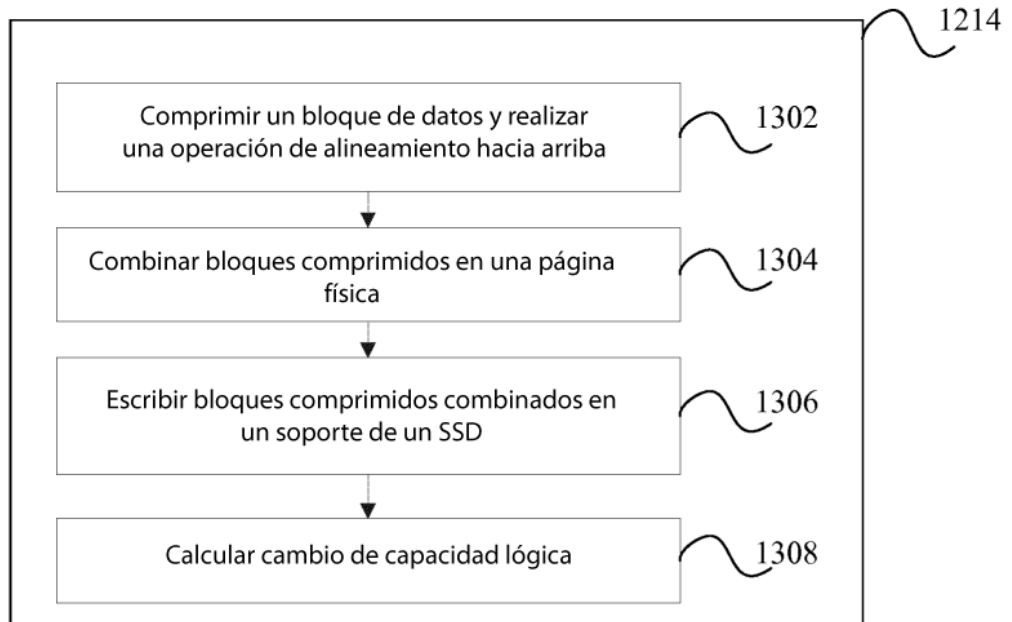 1214
Comprimir un bloque de datos y realizar
una operación de alineamiento hacia arriba
1302
Combinar bloques comprimidos en una página
física
1304
Escribir bloques comprimidos combinados en
un soporte de un SSD
1306
Calcular cambio de capacidad lógica
1308